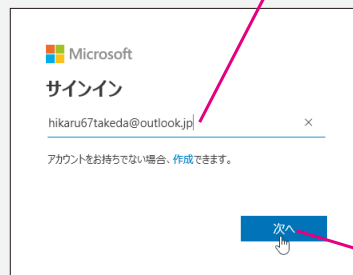 Microsoft
サインイン
hikaru67takeda@outlook.jp
アカウントをお持ちでない場合、作成できます。
次へ